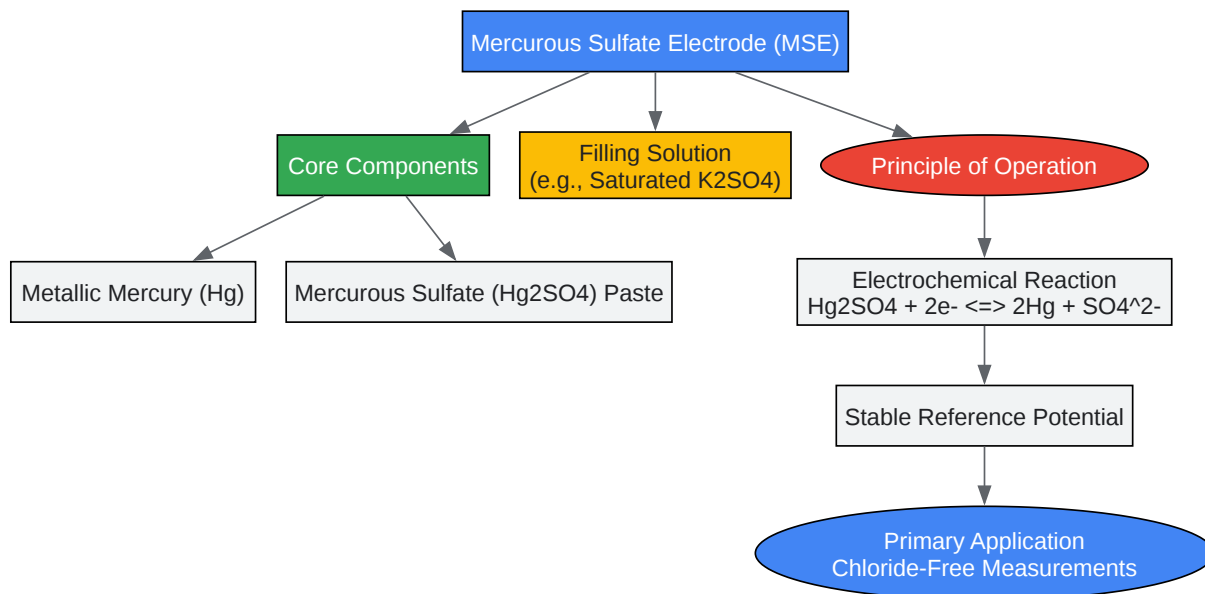 Mercurous Sulfate Electrode (MSE)
Core Components
Filling Solution
(e.g., Saturated K2SO4)
Principle of Operation
Metallic Mercury (Hg)
Mercurous Sulfate (Hg2SO4) Paste
Electrochemical Reaction
Hg2SO4 + 2e- <=> 2Hg + SO4^2-
Stable Reference Potential
Primary Application
Chloride-Free Measurements